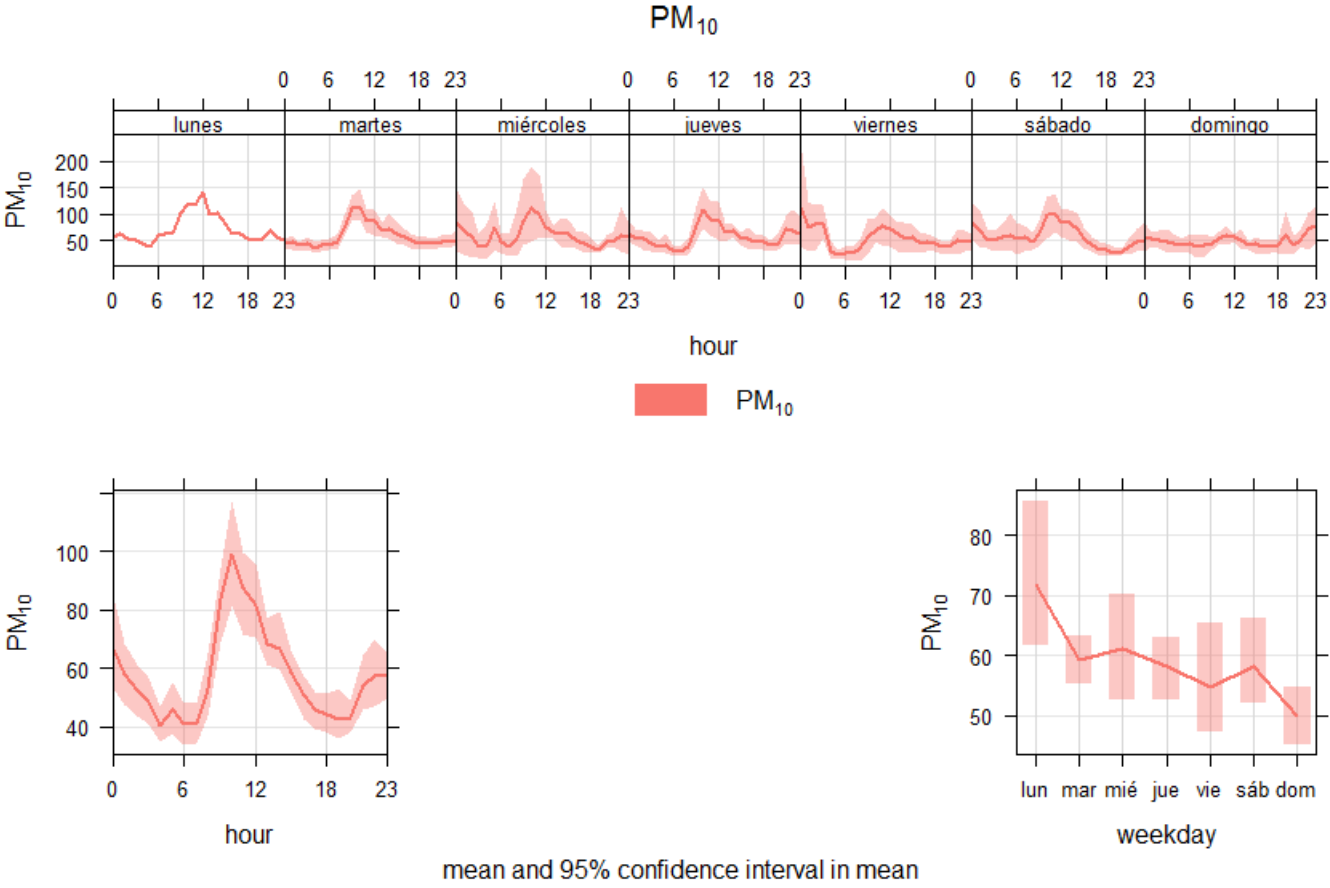 PM₁₀
0 6 12 18 23 0 6 12 18 23 0 6 12 18 23
lunes martes miércoles jueves viernes sábado domingo
PM₁₀
200
150
100
50
0 6 12 18 23 0 6 12 18 23 0 6 12 18 23 0 6 12 18 23
hour
PM₁₀
PM₁₀
100
80
60
40
0 6 12 18 23
hour
PM₁₀
80
70
60
50
lun mar mié jue vie sáb dom
weekday
mean and 95% confidence interval in mean